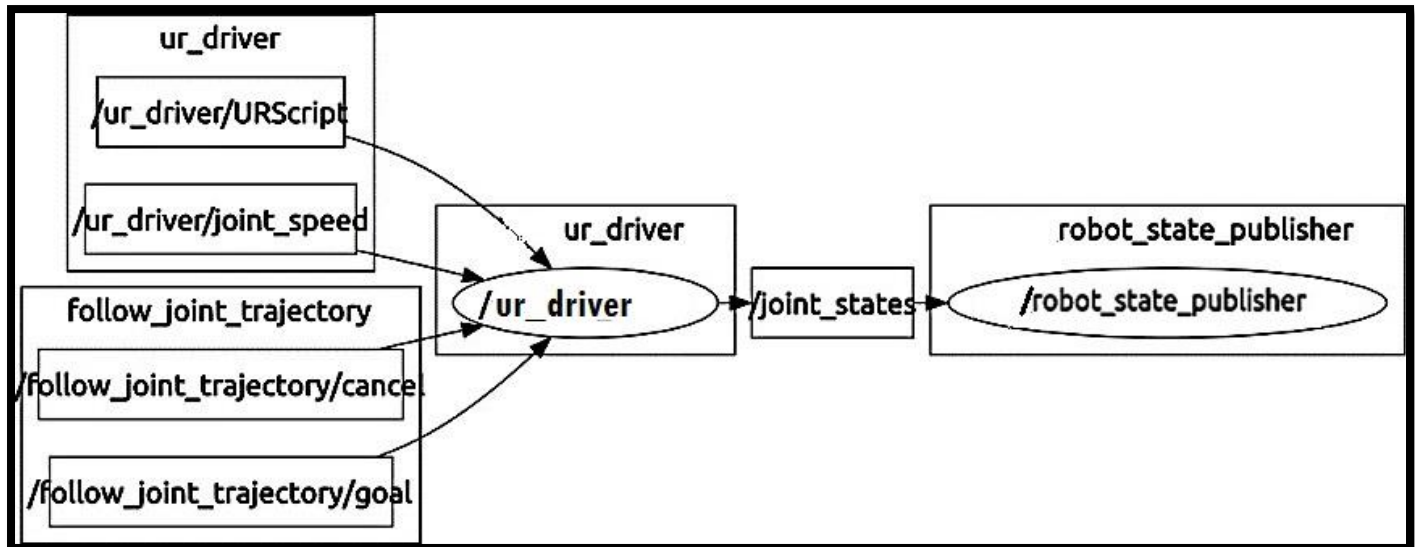 ur_driver
/ur_driver/URScript
/ur_driver/joint_speed
follow_joint_trajectory
/follow_joint_trajectory/cancel
/follow_joint_trajectory/goal
ur_driver
/ur_driver
/joint_states
robot_state_publisher
/robot_state_publisher